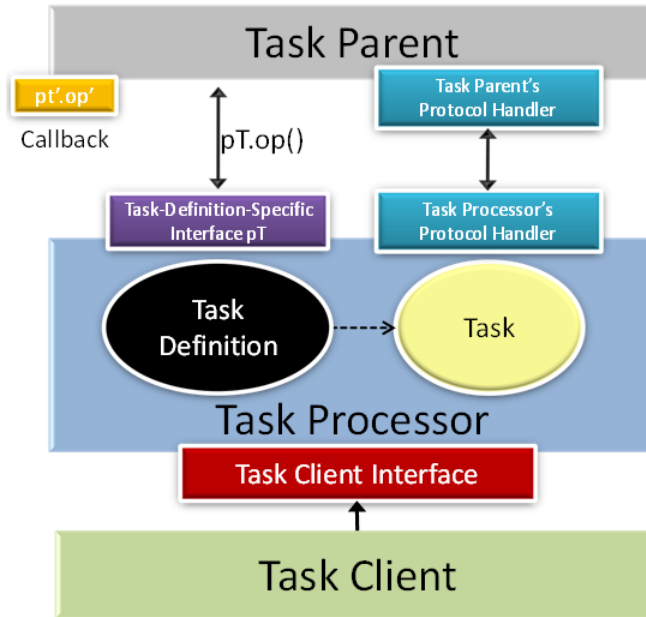 Task Parent
pt'.op'
Callback
Task Parent's
Protocol Handler
pT.op()
Task-Definition-Specific
Interface pT
Task Processor's
Protocol Handler
Task
Definition
Task
Task Processor
Task Client Interface
Task Client